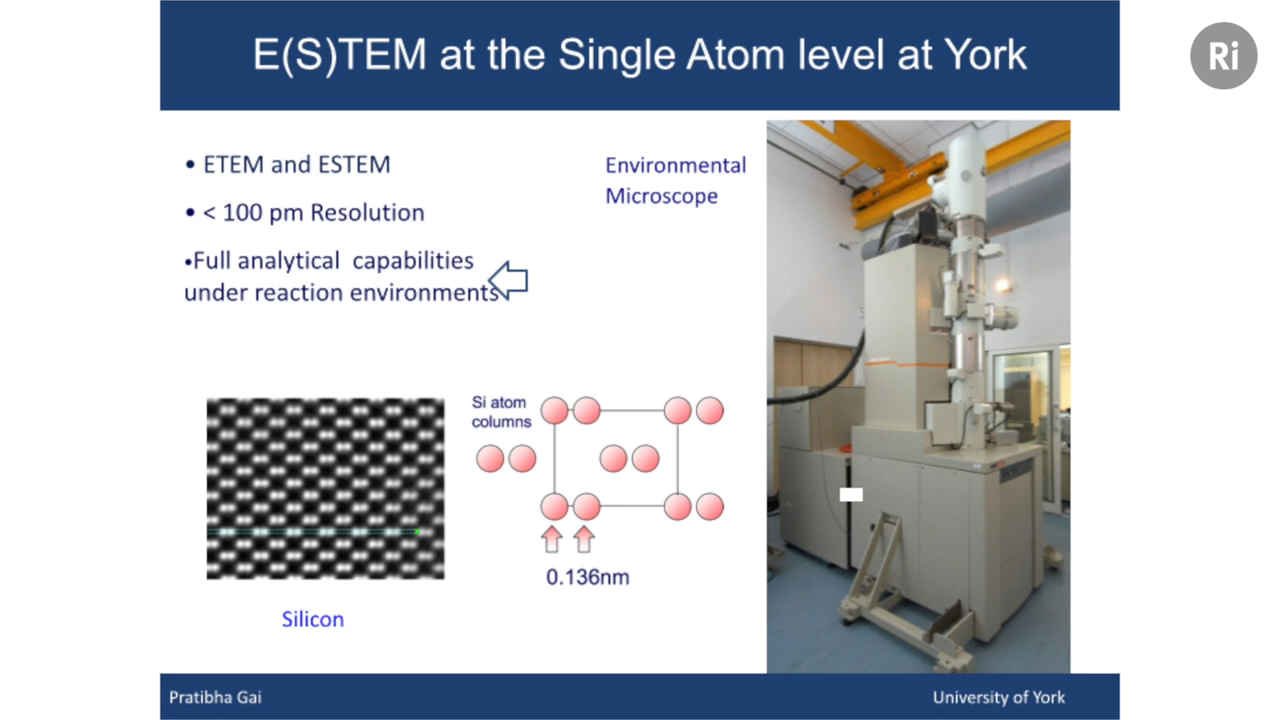 E(S)TEM at the Single Atom level at York
Ri
• ETEM and ESTEM
• < 100 pm Resolution
•Full analytical capabilities
under reaction environments
Environmental
Microscope
Si atom
columns
0.136nm
Silicon
Pratibha Gai
University of York